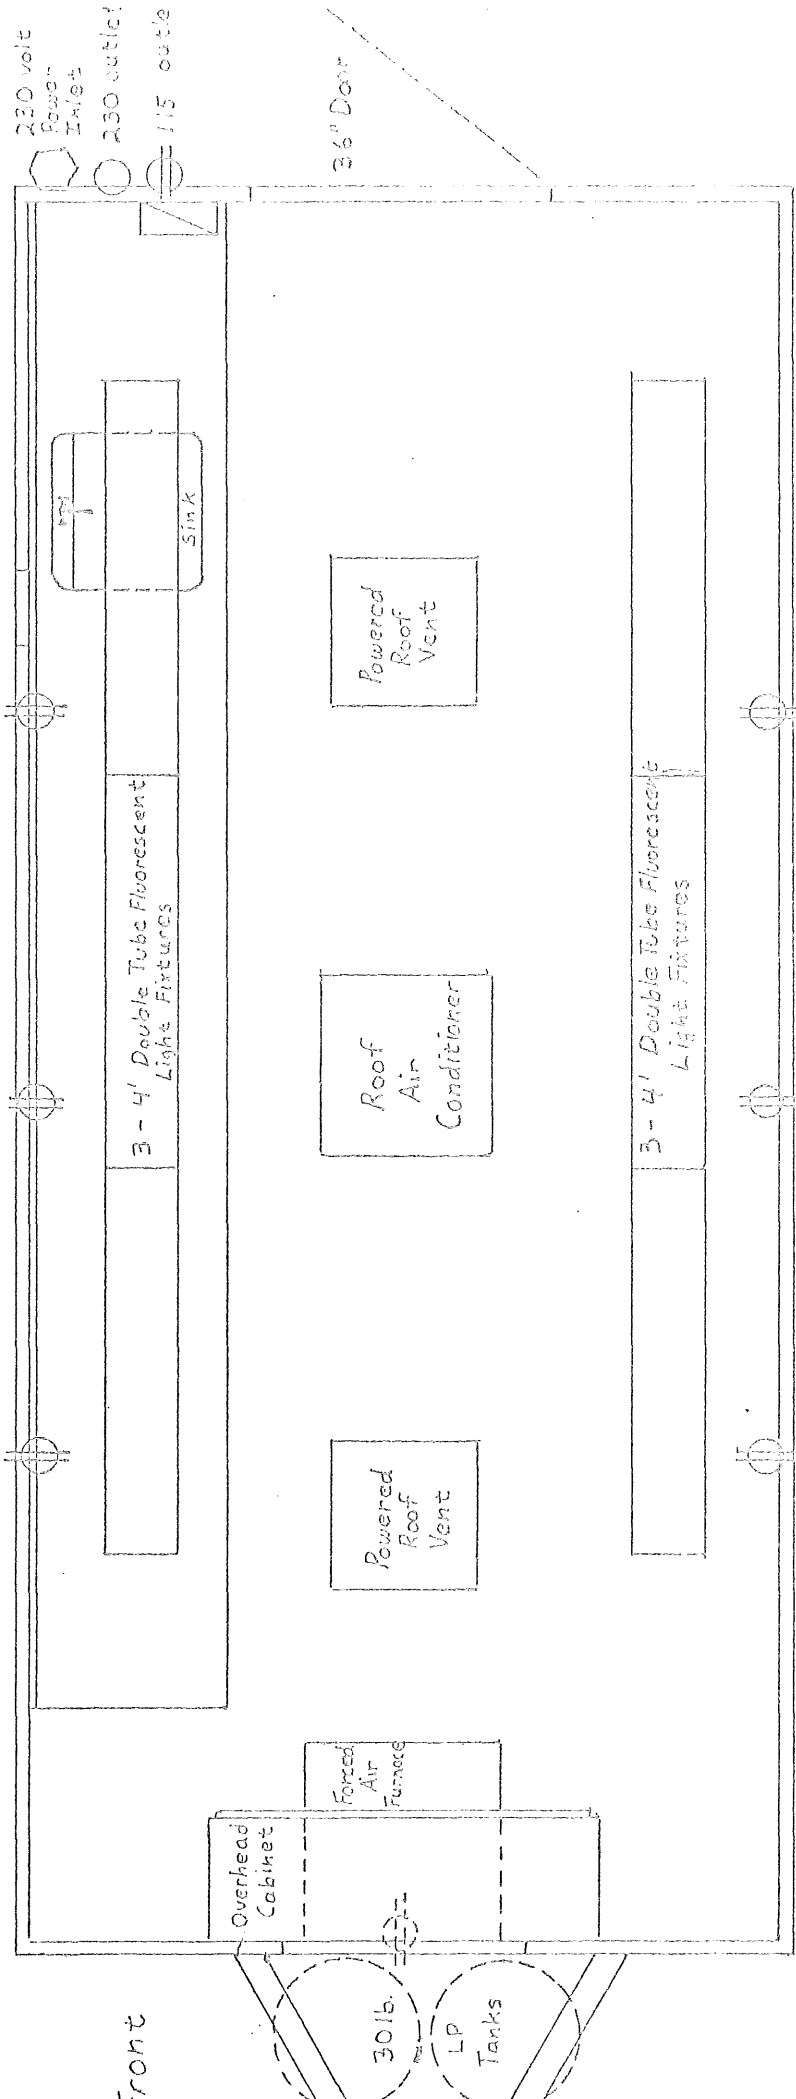 230 volt
Power
Inlet
230 outlet
115 outle
36" Door
Sink
Powered
Roof
Vent
3 - 4' Double Tube Fluorescent
Light Fixtures
Roof
Air
Conditioner
3 - 4' Double Tube Fluorescent
Light Fixtures
Powered
Roof
Vent
Forced
Air
Furnace
Overhead
Cabinet
30 lb.
LP
Tanks
Front